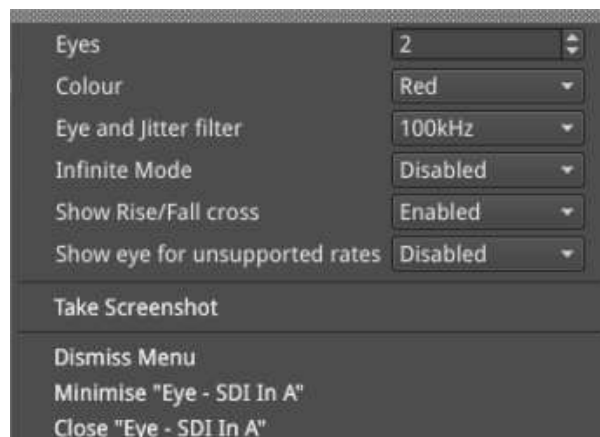 Eyes 2
Colour Red
Eye and Jitter filter 100kHz
Infinite Mode Disabled
Show Rise/Fall cross Enabled
Show eye for unsupported rates Disabled
Take Screenshot
Dismiss Menu
Minimise "Eye - SDI In A"
Close "Eye - SDI In A"